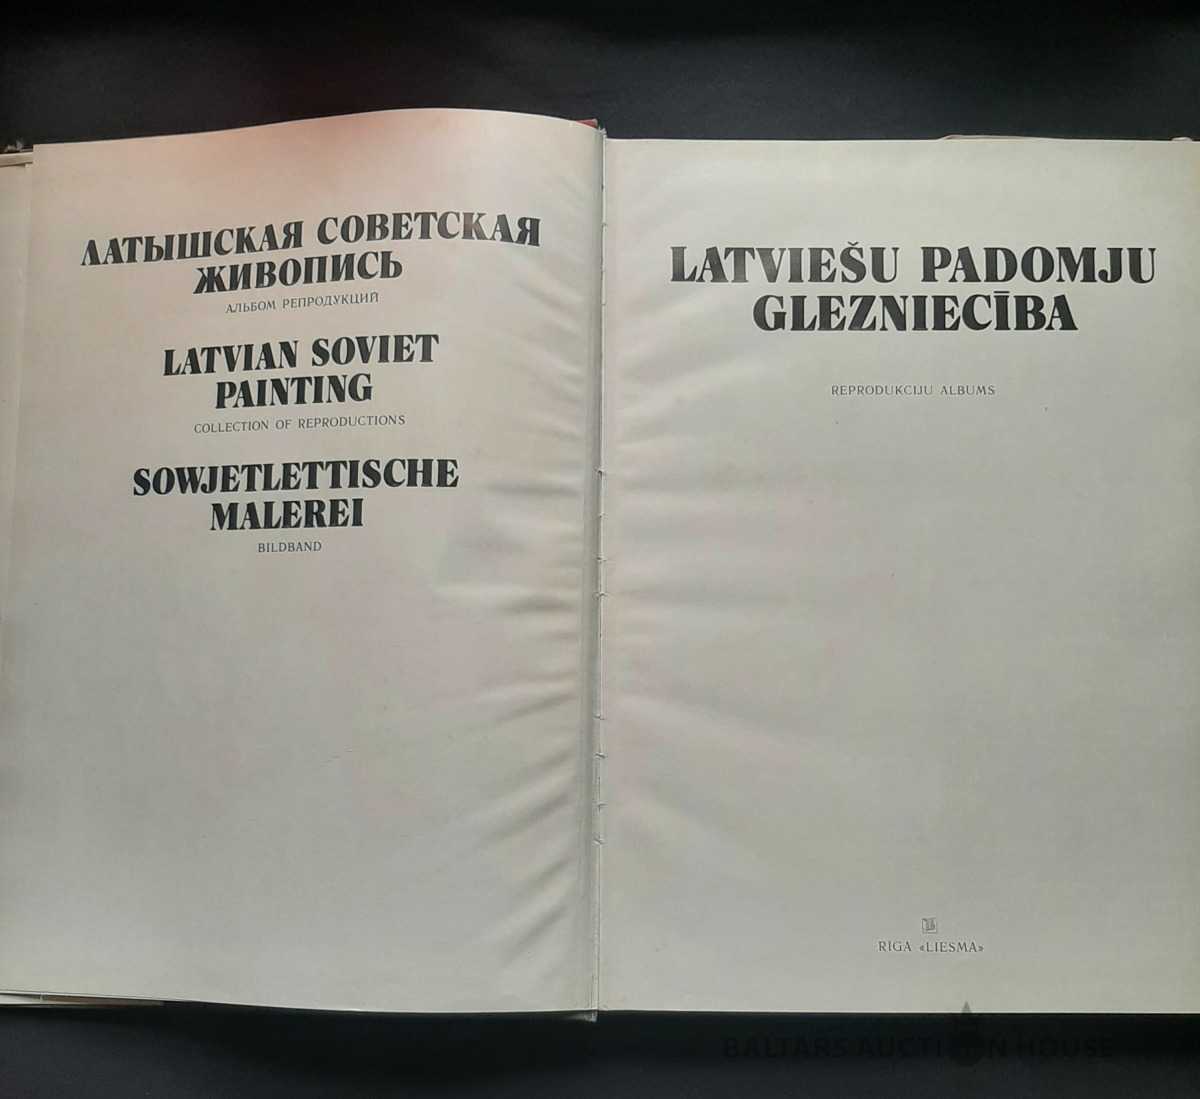 ЛАТЫШСКАЯ СОВЕТСКАЯ
ЖИВОПИСЬ
АЛЬБОМ РЕПРОДУКЦИЙ
LATVIAN SOVIET
PAINTING
COLLECTION OF REPRODUCTIONS
SOWJETLETTISCHE
MALEREI
BILDBAND
LATVIEŠU PADOMJU
GLEZNIECĪBA
REPRODUKCIJU ALBUMS
RĪGA «LIESMA»
BALTARS AUCTION HOUSE